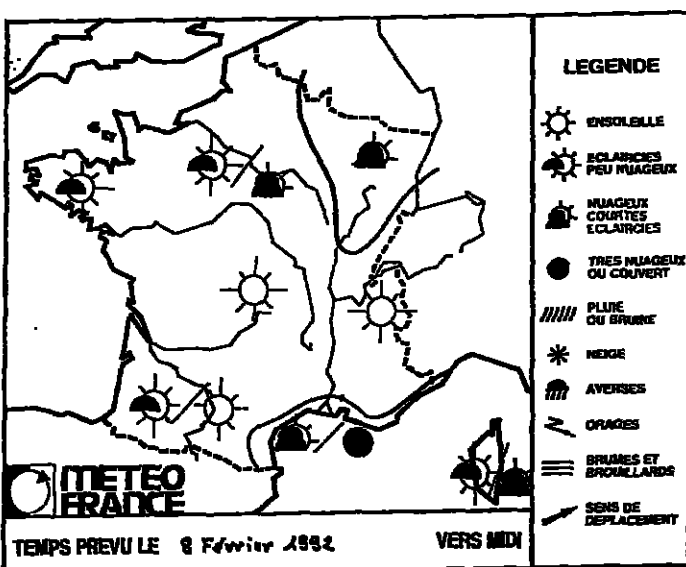 LEGENDE
ENSOLEILLE
ECLAIRCIES
PEU NUAGEUX
NUAGEUX
COURTES
ECLAIRCIES
TRES NUAGEUX
OU COUVERT
PLUIE
OU BRUINE
NEIGE
AVERSES
ORAGES
BRUMES ET
BROUILLARDS
SENS DE
DEPLACEMENT
METEO
FRANCE
TEMPS PREVU LE 8 Février 1992 VERS MIDI